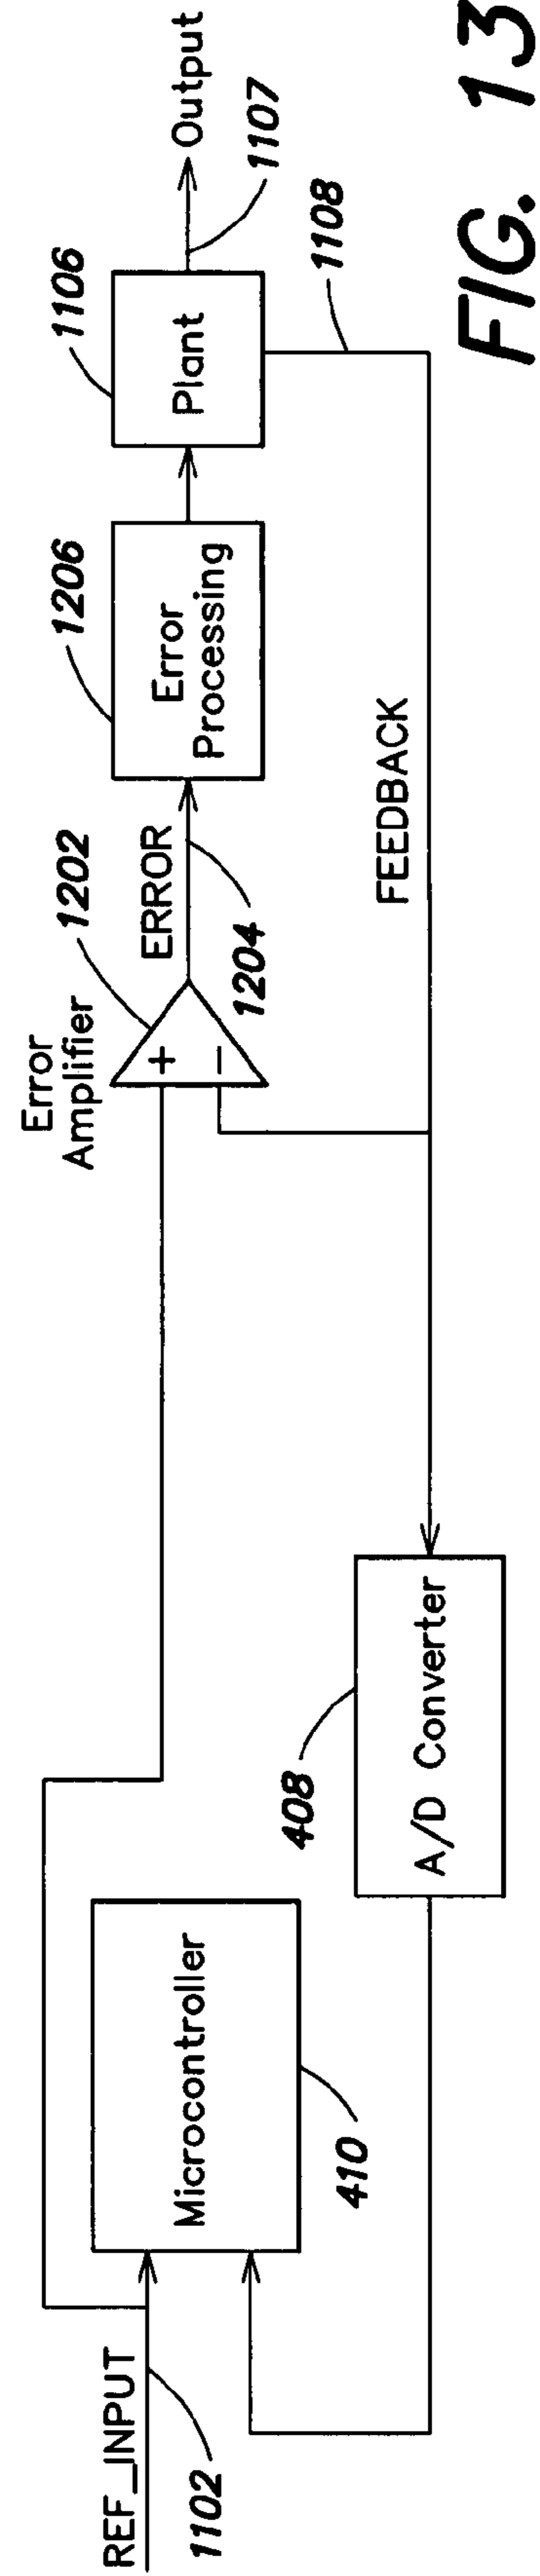 REF_INPUT
1102
Microcontroller
410
A/D Converter
408
Error
Amplifier
1202
+
−
ERROR
1204
Error
Processing
1206
Plant
1106
Output
1107
1108
FEEDBACK
FIG. 13